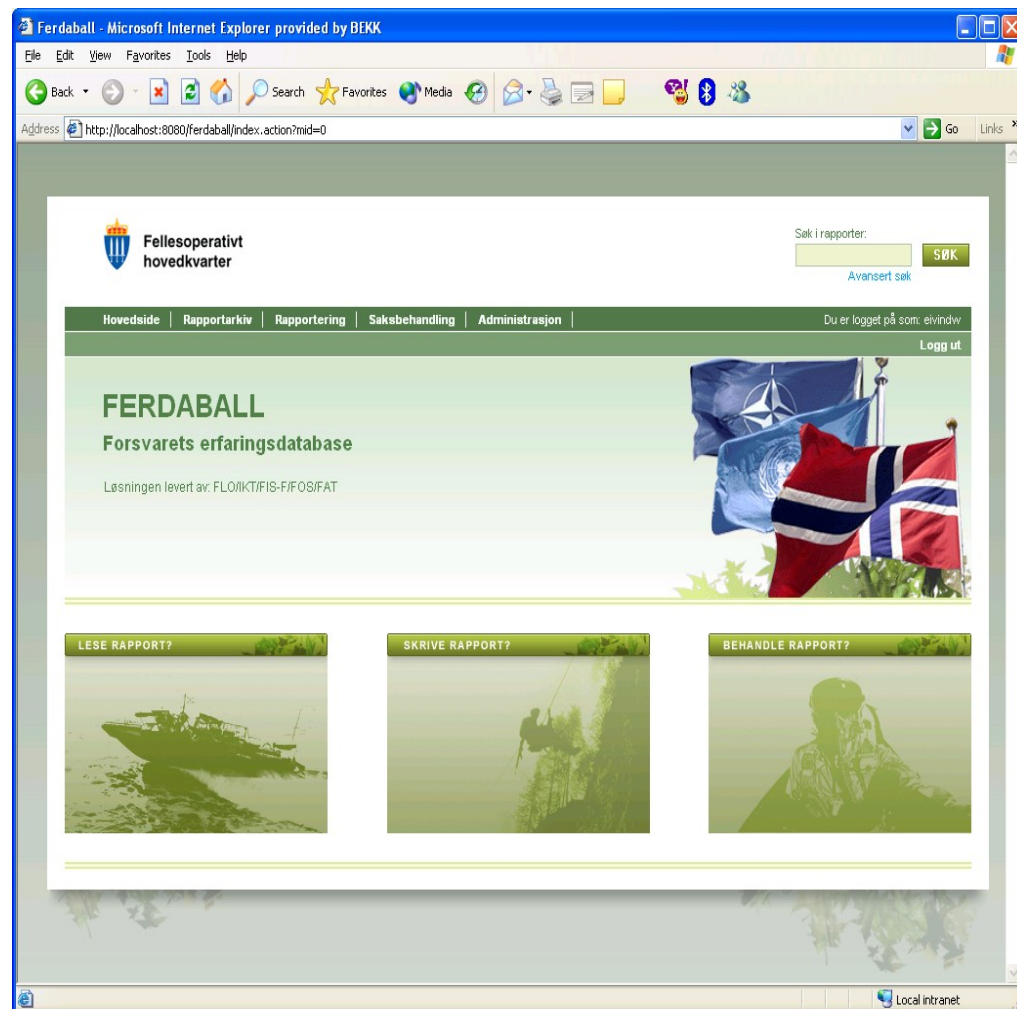 Ferdaball - Microsoft Internet Explorer provided by BEKK
File Edit View Favorites Tools Help
Back Search Favorites Media
Address http://localhost:8080/ferdaball/index.action?mid=0 Go Links »
Fellesoperativt
hovedkvarter
Søk i rapporter:
SØK
Avansert søk
Hovedside | Rapportarkiv | Rapportering | Saksbehandling | Administrasjon |
Du er logget på som: eivindw
Logg ut
FERDABALL
Forsvarets erfaringsdatabase
Løsningen levert av: FLO/IKT/FIS-F/FOS/FAT
LESE RAPPORT?
SKRIVE RAPPORT?
BEHANDLE RAPPORT?
Local intranet